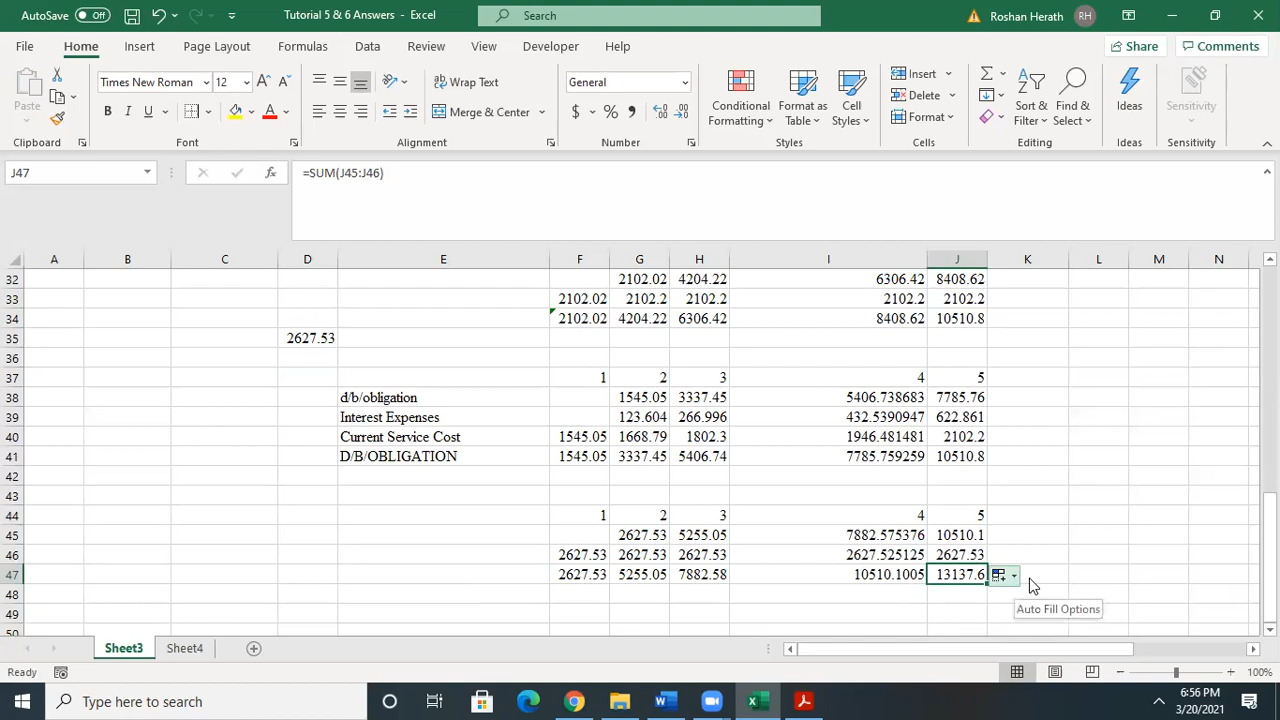 AutoSave Off Tutorial 5 & 6 Answers - Excel Search Roshan Herath RH
File Home Insert Page Layout Formulas Data Review View Developer Help Share Comments
Paste Times New Roman 12 Wrap Text General Conditional Formatting Format as Table Cell Styles Insert Sort & Filter Find & Select Ideas Sensitivity
B I U Merge & Center $ % Delete Format
Clipboard Font Alignment Number Styles Cells Editing Ideas Sensitivity
J47 fx =SUM(J45:J46)
A B C D E F G H I J K L M N
32 2102.02 4204.22 6306.42 8408.62
33 2102.02 2102.2 2102.2 2102.2 2102.2
34 2102.02 4204.22 6306.42 8408.62 10510.8
35 2627.53
36
37 1 2 3 4 5
38 d/b/obligation 1545.05 3337.45 5406.738683 7785.76
39 Interest Expenses 123.604 266.996 432.5390947 622.861
40 Current Service Cost 1545.05 1668.79 1802.3 1946.481481 2102.2
41 D/B/OBLIGATION 1545.05 3337.45 5406.74 7785.759259 10510.8
42
43
44 1 2 3 4 5
45 2627.53 5255.05 7882.575376 10510.1
46 2627.53 2627.53 2627.53 2627.525125 2627.53
47 2627.53 5255.05 7882.58 10510.1005 13137.6
48
49 Auto Fill Options
50
Sheet3 Sheet4
Ready 100%
Type here to search 6:56 PM
3/20/2021